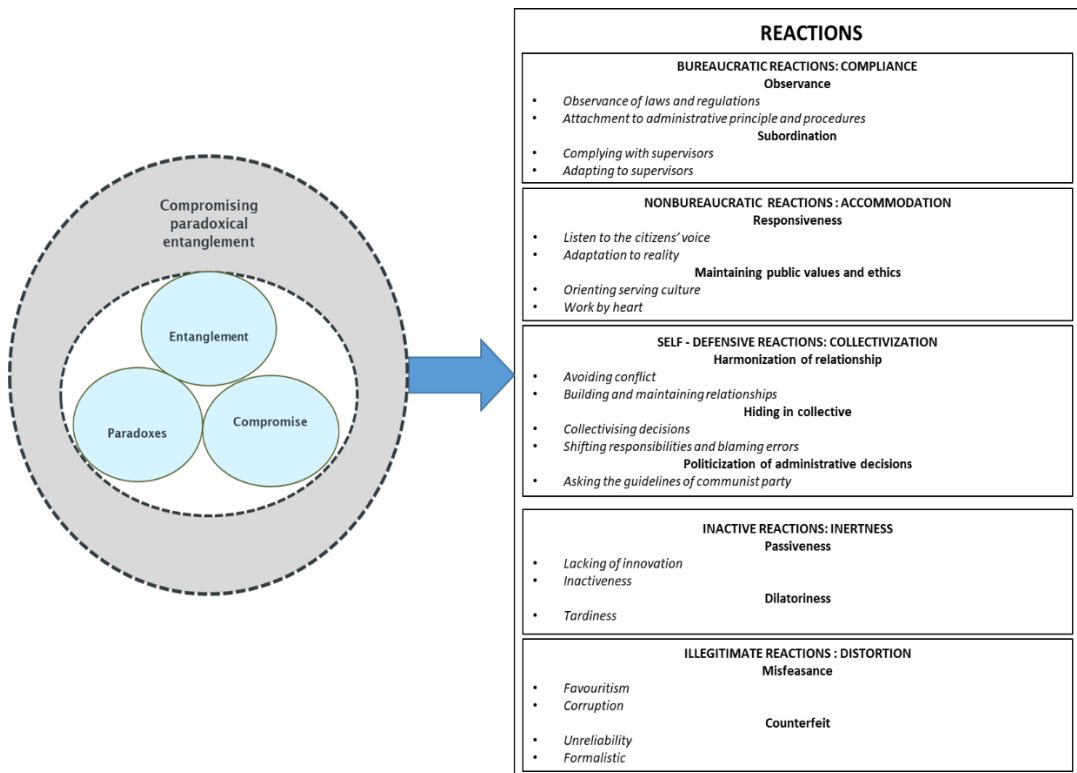 Compromising
paradoxical
entanglement
Entanglement
Paradoxes
Compromise
REACTIONS
BUREAUCRATIC REACTIONS: COMPLIANCE
Observance
• Observance of laws and regulations
• Attachment to administrative principle and procedures
Subordination
• Complying with supervisors
• Adapting to supervisors
NONBUREAUCRATIC REACTIONS : ACCOMMODATION
Responsiveness
• Listen to the citizens’ voice
• Adaptation to reality
Maintaining public values and ethics
• Orienting serving culture
• Work by heart
SELF - DEFENSIVE REACTIONS: COLLECTIVIZATION
Harmonization of relationship
• Avoiding conflict
• Building and maintaining relationships
Hiding in collective
• Collectivising decisions
• Shifting responsibilities and blaming errors
Politicization of administrative decisions
• Asking the guidelines of communist party
INACTIVE REACTIONS: INERTNESS
Passiveness
• Lacking of innovation
• Inactiveness
Dilatoriness
• Tardiness
ILLEGITIMATE REACTIONS : DISTORTION
Misfeasance
• Favouritism
• Corruption
Counterfeit
• Unreliability
• Formalistic